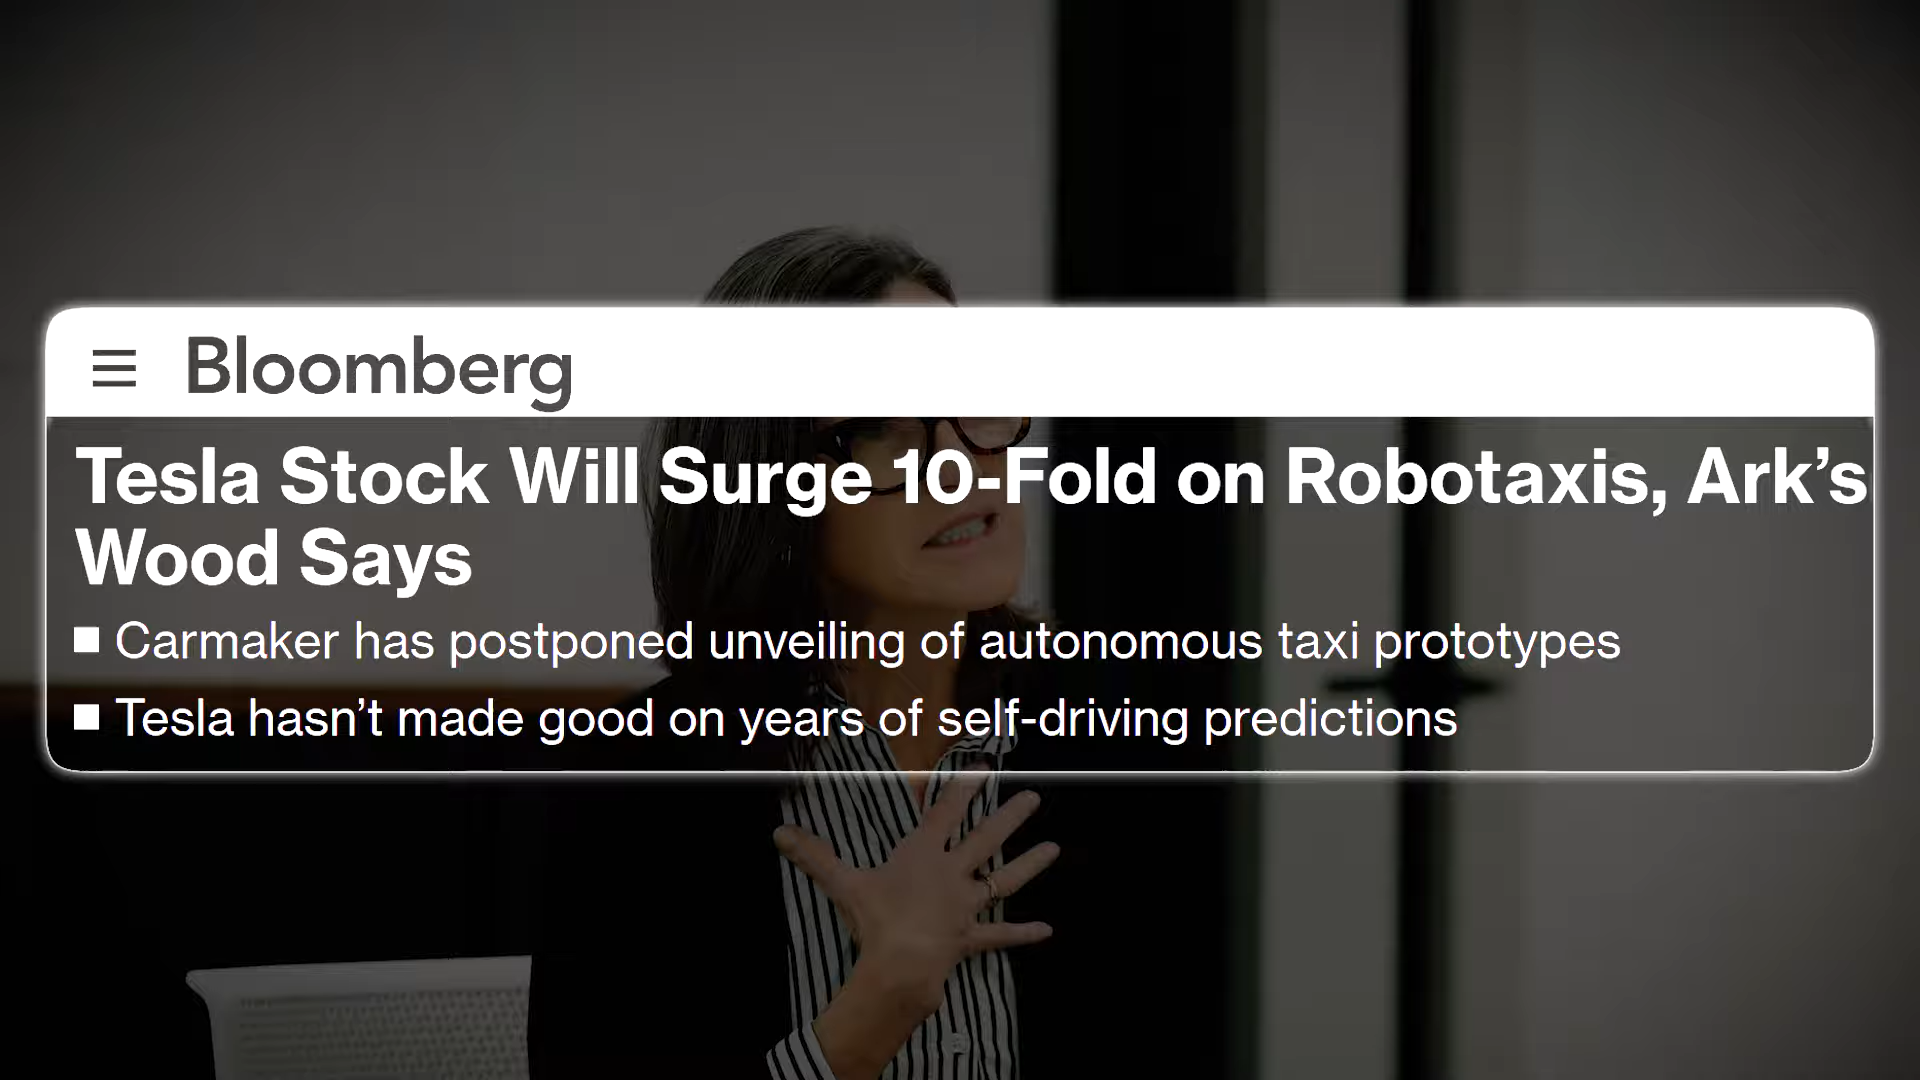 Bloomberg
Tesla Stock Will Surge 10-Fold on Robotaxis, Ark’s
Wood Says
■ Carmaker has postponed unveiling of autonomous taxi prototypes
■ Tesla hasn’t made good on years of self-driving predictions